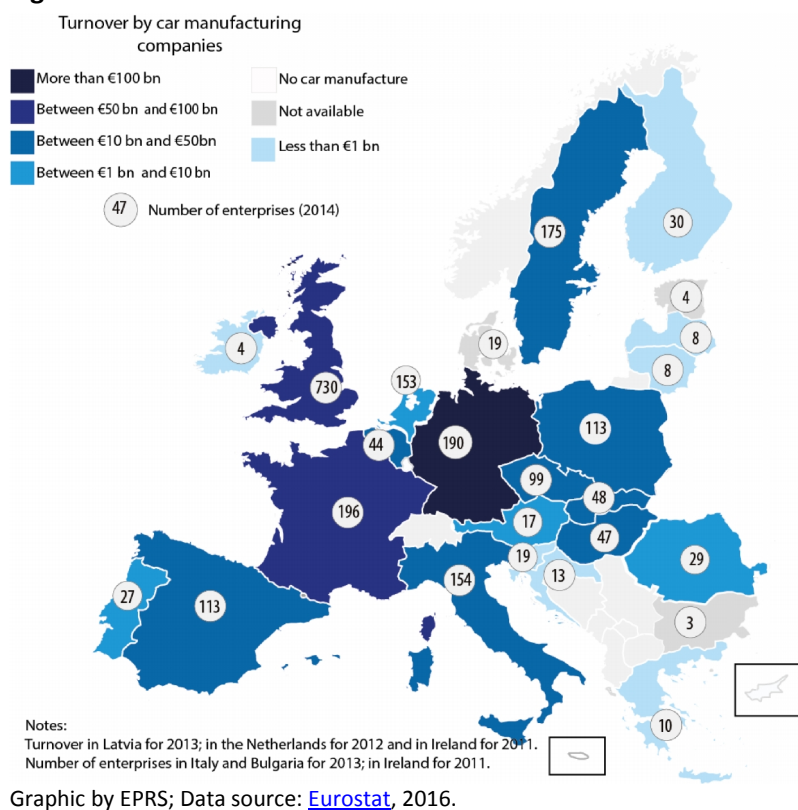 Turnover by car manufacturing
companies
More than €100 bn
Between €50 bn and €100 bn
Between €10 bn and €50bn
Between €1 bn and €10 bn
No car manufacture
Not available
Less than €1 bn
47 Number of enterprises (2014)
175
30
4
8
8
19
4
730
153
44
190
113
99
48
196
17
47
19
13
29
154
27
113
3
10
Notes:
Turnover in Latvia for 2013; in the Netherlands for 2012 and in Ireland for 2011.
Number of enterprises in Italy and Bulgaria for 2013; in Ireland for 2011.
Graphic by EPRS; Data source: Eurostat, 2016.